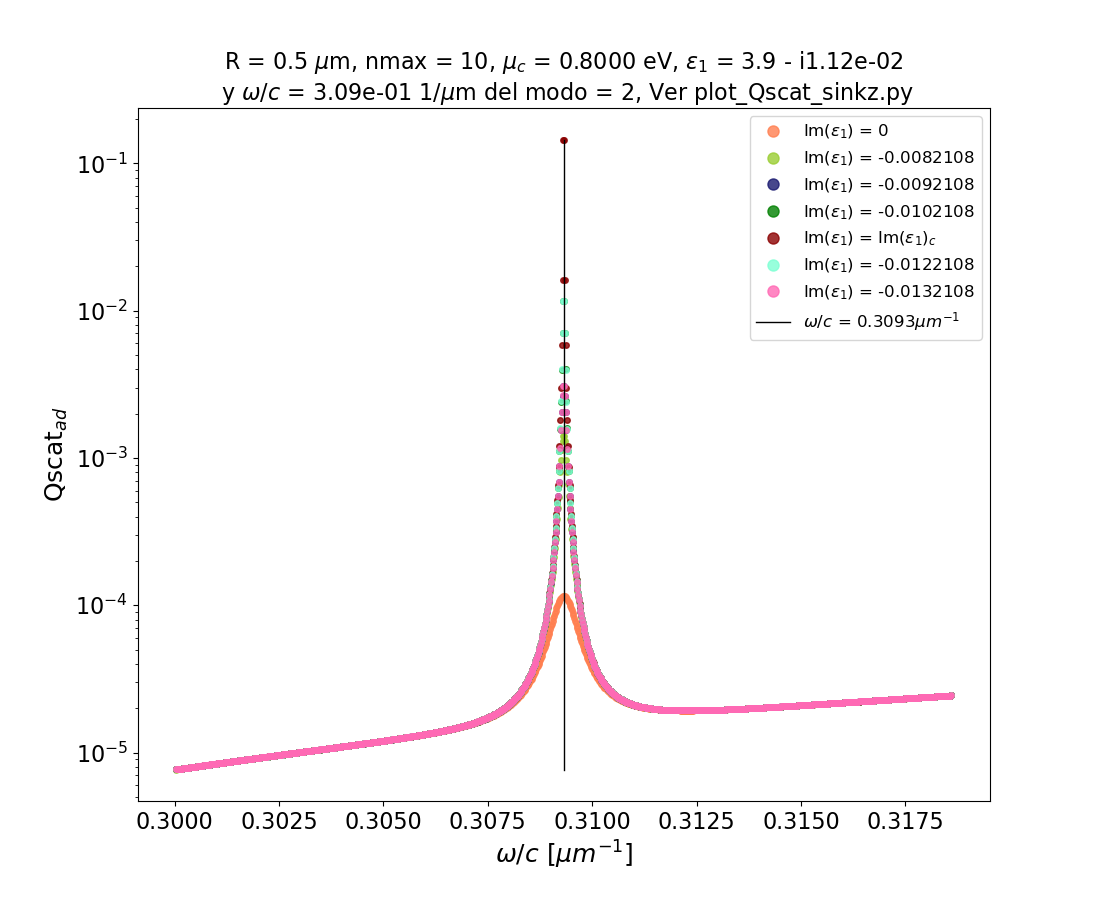 R = 0.5 μm, nmax = 10, μc = 0.8000 eV, ε1 = 3.9 - i1.12e-02
y ω/c = 3.09e-01 1/μm del modo = 2, Ver plot_Qscat_sinkz.py
Im(ε1) = 0
Im(ε1) = -0.0082108
Im(ε1) = -0.0092108
Im(ε1) = -0.0102108
Im(ε1) = Im(ε1)c
Im(ε1) = -0.0122108
Im(ε1) = -0.0132108
ω/c = 0.3093μm⁻¹
Qscat_ad
10⁻¹
10⁻²
10⁻³
10⁻⁴
10⁻⁵
0.3000 0.3025 0.3050 0.3075 0.3100 0.3125 0.3150 0.3175
ω/c [μm⁻¹]